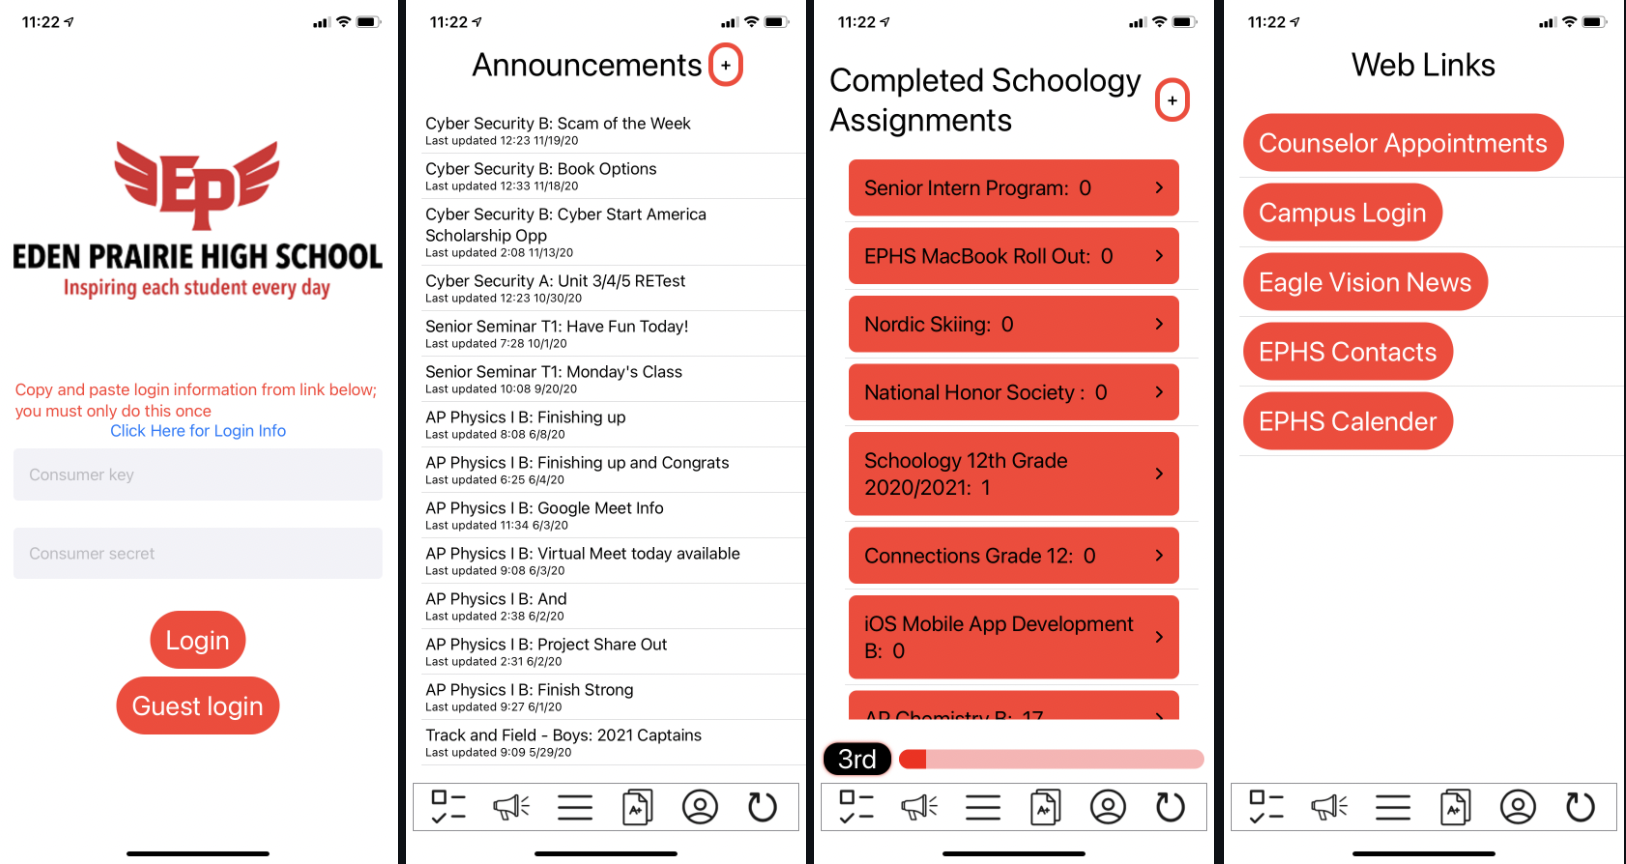 11:22
EP
EDEN PRAIRIE HIGH SCHOOL
Inspiring each student every day
Copy and paste login information from link below;
you must only do this once
Click Here for Login Info
Consumer key
Consumer secret
Login
Guest login
11:22
Announcements +
Cyber Security B: Scam of the Week
Last updated 12:23 11/19/20
Cyber Security B: Book Options
Last updated 12:33 11/18/20
Cyber Security B: Cyber Start America
Scholarship Opp
Last updated 2:08 11/13/20
Cyber Security A: Unit 3/4/5 RETest
Last updated 12:23 10/30/20
Senior Seminar T1: Have Fun Today!
Last updated 7:28 10/1/20
Senior Seminar T1: Monday's Class
Last updated 10:08 9/20/20
AP Physics I B: Finishing up
Last updated 8:08 6/8/20
AP Physics I B: Finishing up and Congrats
Last updated 6:25 6/4/20
AP Physics I B: Google Meet Info
Last updated 11:34 6/3/20
AP Physics I B: Virtual Meet today available
Last updated 9:08 6/3/20
AP Physics I B: And
Last updated 2:38 6/2/20
AP Physics I B: Project Share Out
Last updated 2:31 6/2/20
AP Physics I B: Finish Strong
Last updated 9:27 6/1/20
Track and Field - Boys: 2021 Captains
Last updated 9:09 5/29/20
A+
11:22
Completed Schoology
Assignments +
Senior Intern Program: 0
EPHS MacBook Roll Out: 0
Nordic Skiing: 0
National Honor Society : 0
Schoology 12th Grade
2020/2021: 1
Connections Grade 12: 0
iOS Mobile App Development
B: 0
AP Chemistry B: 17
3rd
A+
11:22
Web Links
Counselor Appointments
Campus Login
Eagle Vision News
EPHS Contacts
EPHS Calender
A+